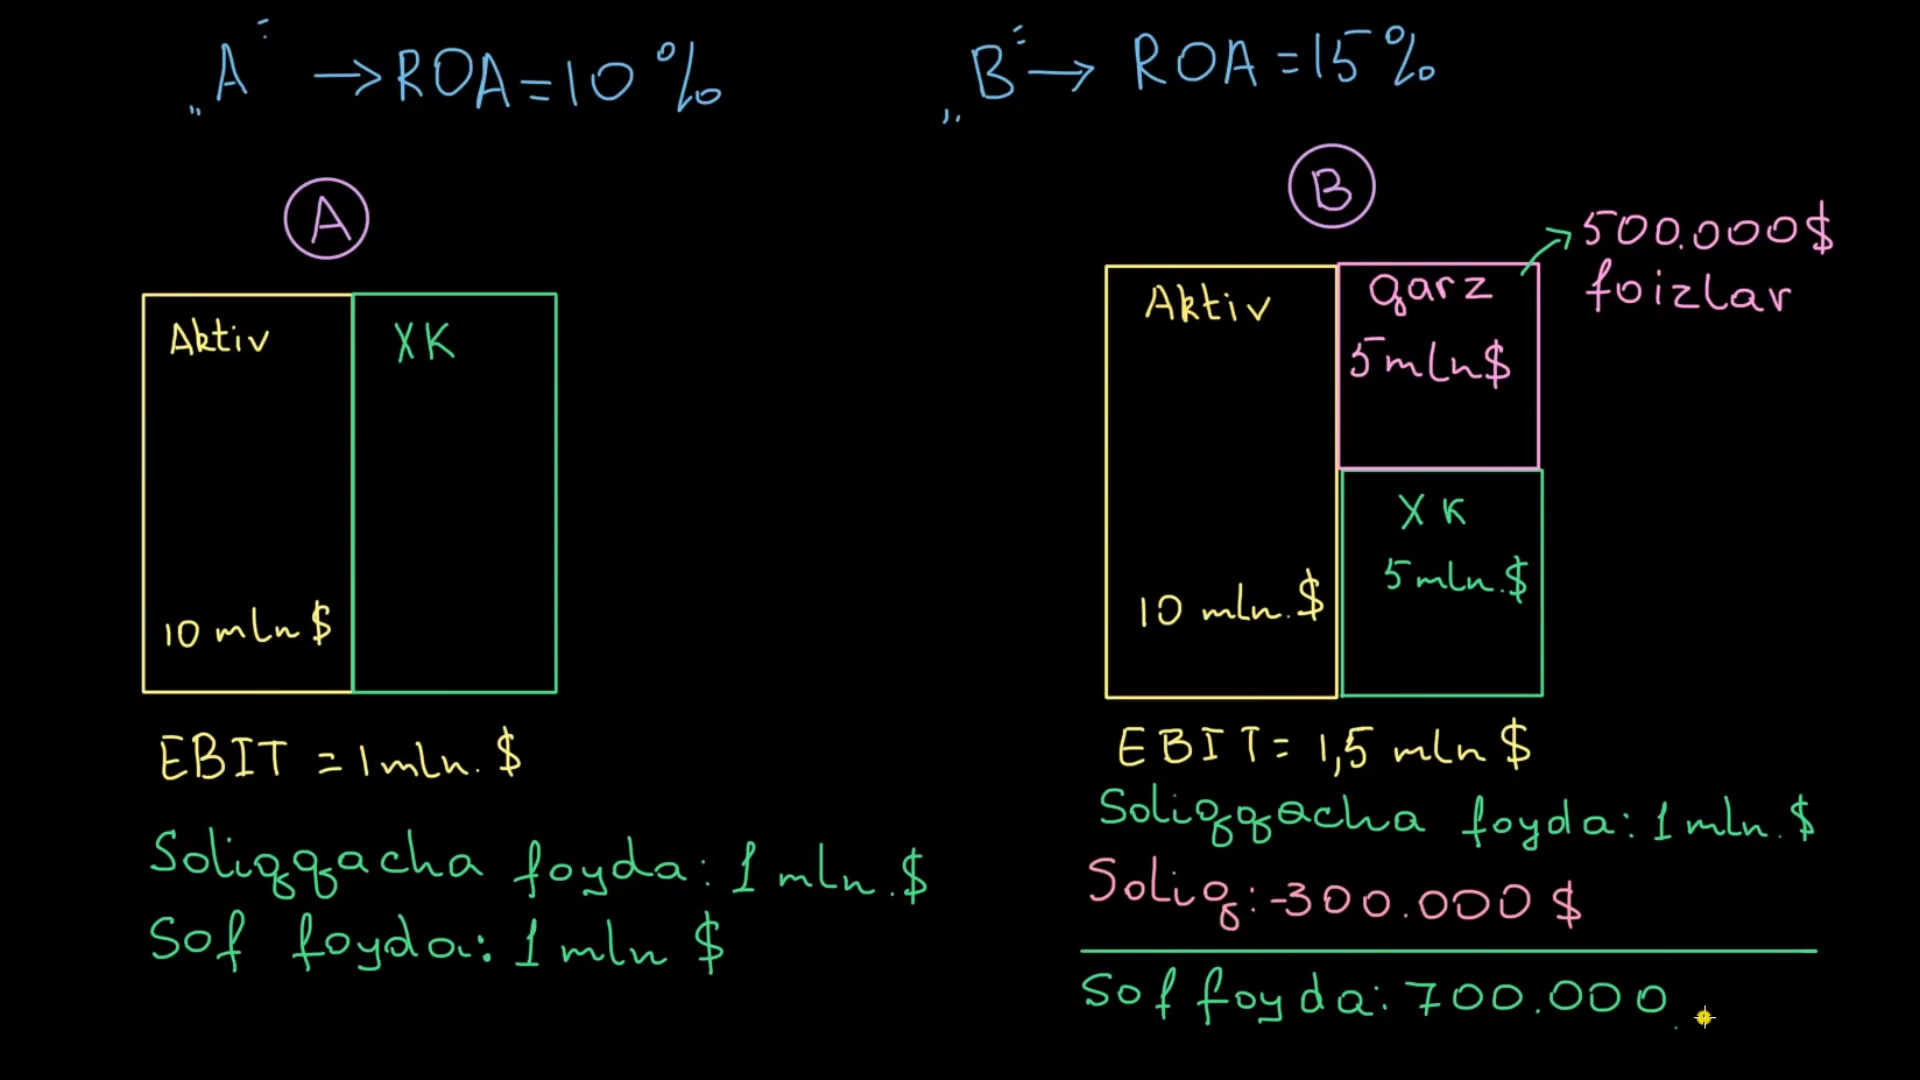 „A“ → ROA = 10%
„B“ → ROA = 15%
A
Aktiv
XK
10 mln $
EBIT = 1 mln. $
Soliqqacha foyda: 1 mln. $
Sof foyda: 1 mln $
B
500.000$
foizlar
Aktiv
qarz
5 mln $
XK
5 mln. $
10 mln. $
EBIT = 1,5 mln $
Soliqqacha foyda: 1 mln. $
Soliq: -300.000 $
Sof foyda: 700.000